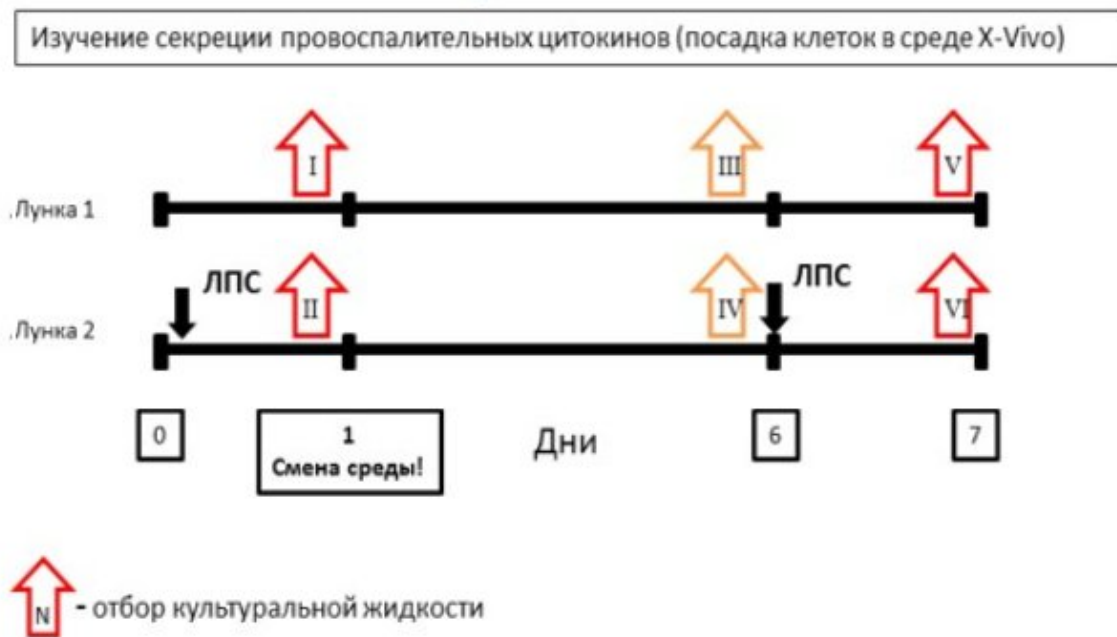 Изучение секреции провоспалительных цитокинов (посадка клеток в среде X-Vivo)
I
III
V
.Лунка 1
ЛПС
ЛПС
II
IV
VI
.Лунка 2
0
1
Смена среды!
Дни
6
7
N
- отбор культуральной жидкости